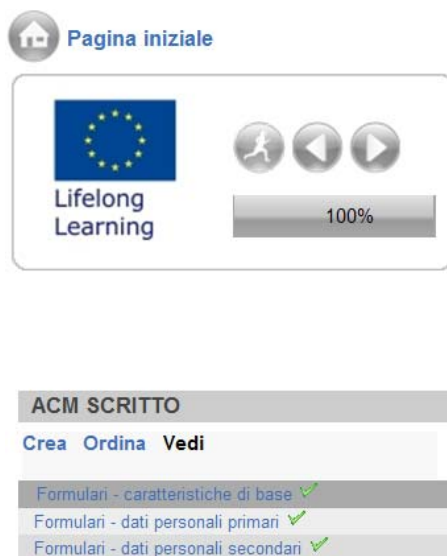 Pagina iniziale
Lifelong
Learning
100%
ACM SCRITTO
Crea Ordina Vedi
Formulari - caratteristiche di base
Formulari - dati personali primari
Formulari - dati personali secondari